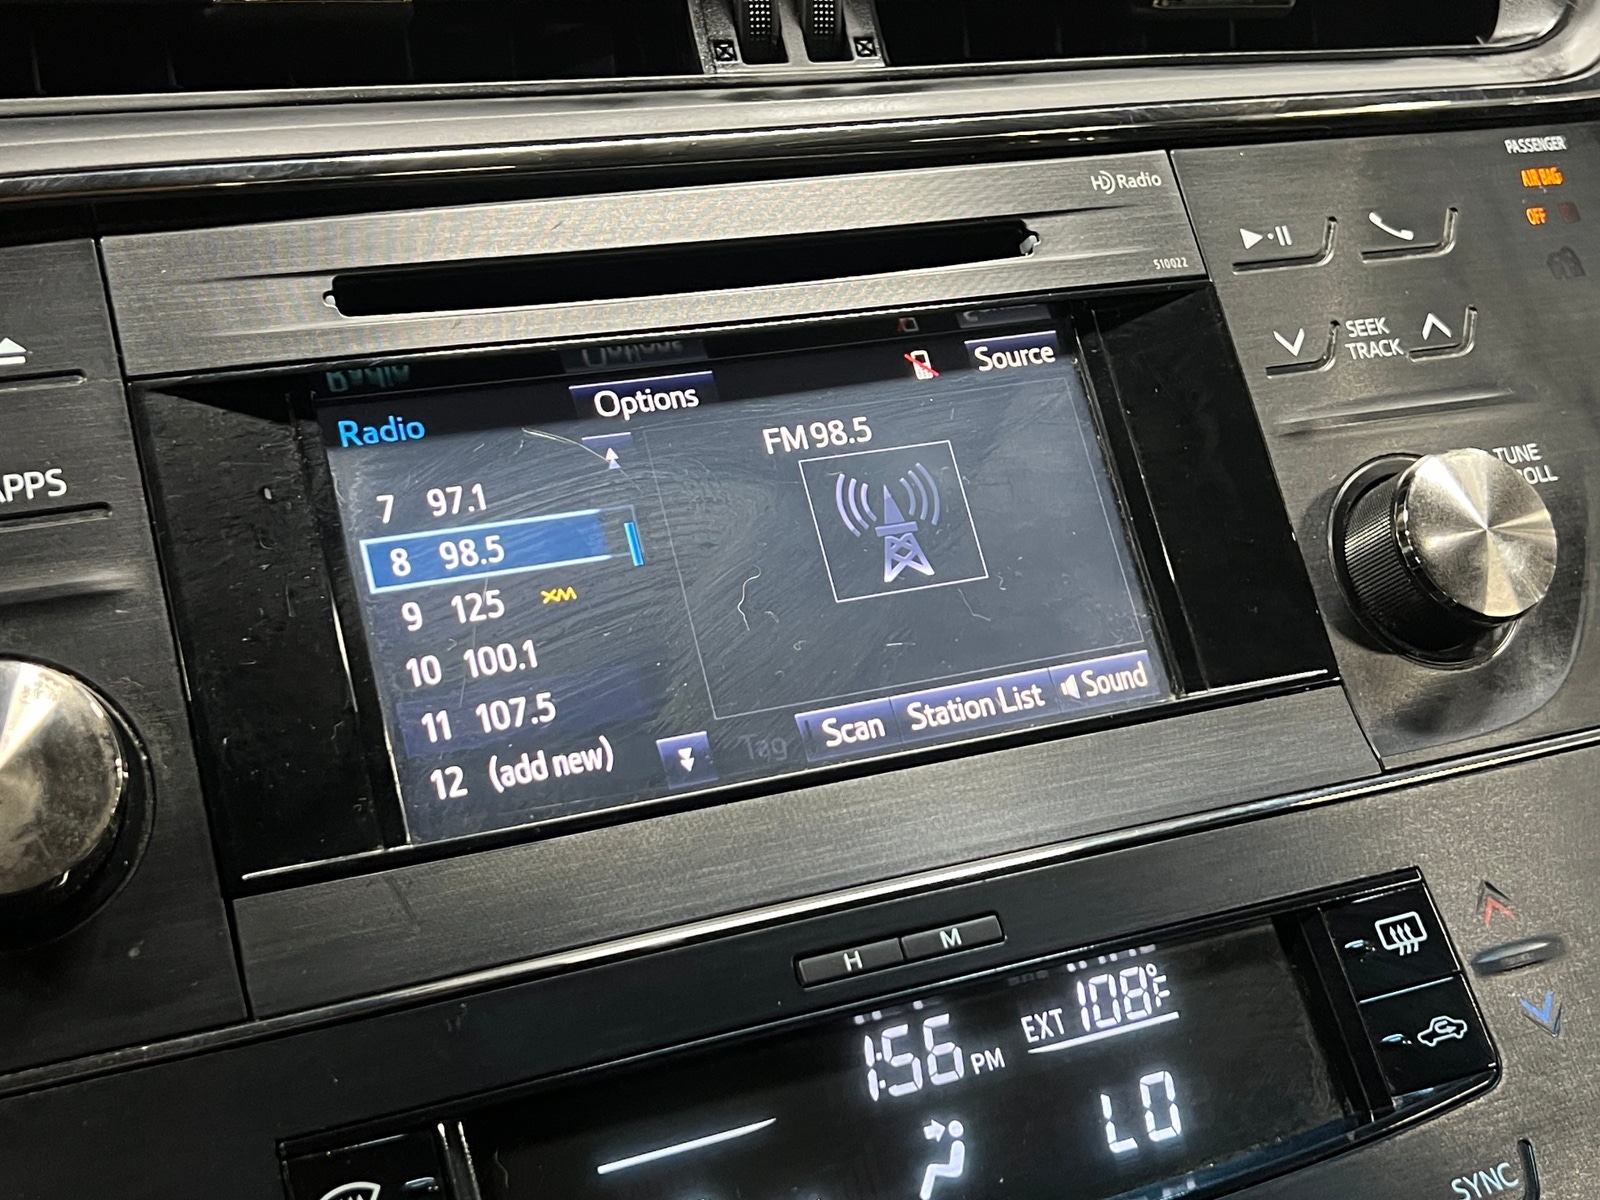 PASSENGER
AIR BAG
OFF
HD Radio
510022
SEEK
TRACK
APPS
TUNE
Source
Options
Radio
FM 98.5
7 97.1
8 98.5
9 125 XM
10 100.1
11 107.5
12 (add new)
Tag
Scan
Station List
Sound
H
M
1:56 PM
EXT 108°F
LO
SYNC